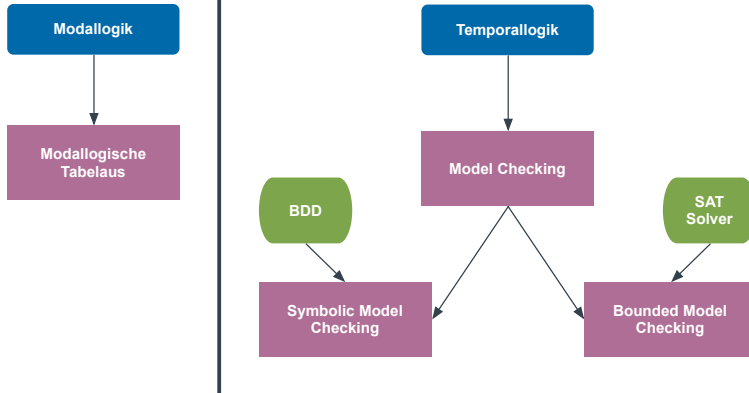 Modallogik
Modallogische
Tabelaus
Temporallogik
Model Checking
BDD
SAT
Solver
Symbolic Model
Checking
Bounded Model
Checking